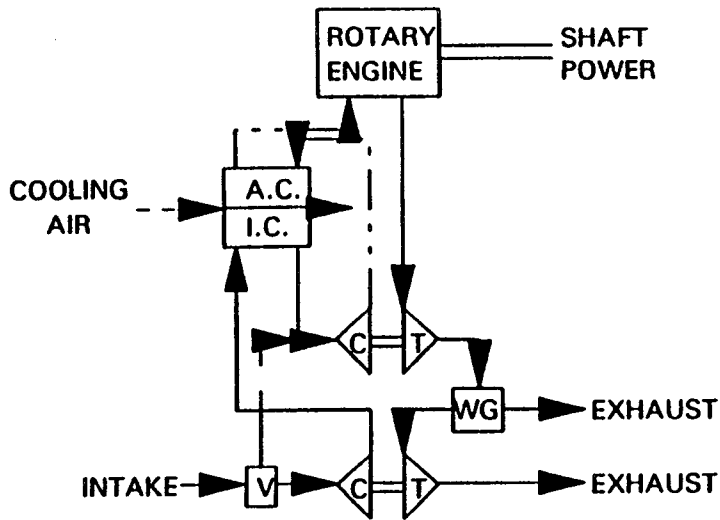 ROTARY
ENGINE
SHAFT
POWER
COOLING
AIR
A.C.
I.C.
C
T
WG
EXHAUST
INTAKE
V
C
T
EXHAUST